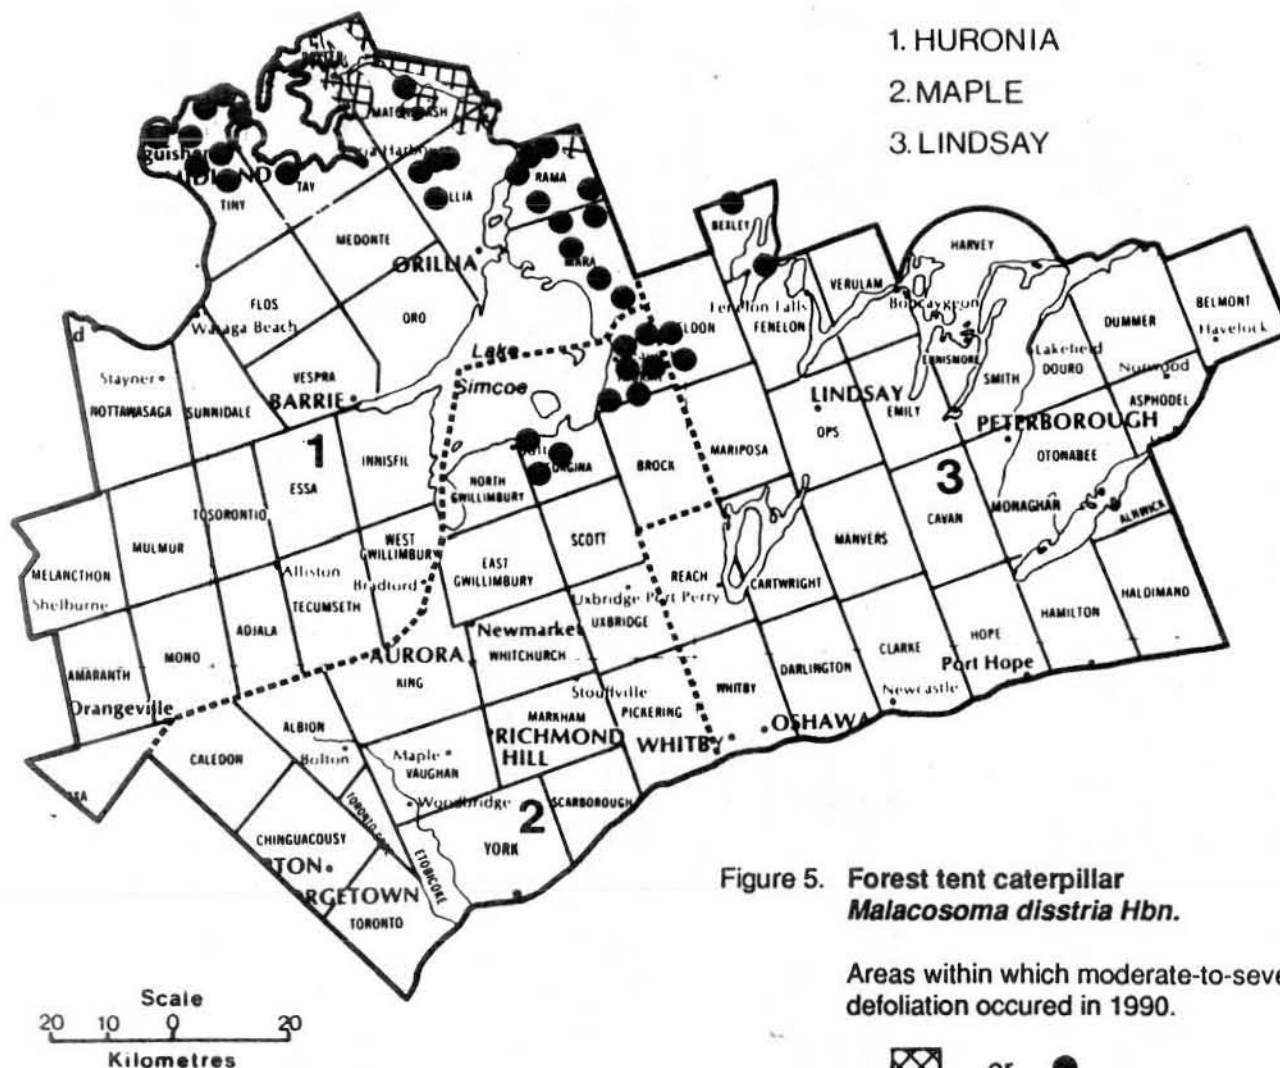 1. HURONIA
2. MAPLE
3. LINDSAY
TAY
TINY
RAMA
MEDONTE
ORILLIA
MARA
BEXLEY
HARVEY
FLOS
ORO
Fenelon Falls
VERULAM
Bobcaygeon
BELMONT
Wasaga Beach
FENELON
DUMMER
Havelock
Lake
Simcoe
ENNISMORE
Lakefield
Stayner
VESPRA
SMITH
DOURO
Norwood
NOTTAWASAGA
SUNNIDALE
BARRIE
LINDSAY
EMILY
ASPHODEL
PETERBOROUGH
1
INNISFIL
OPS
OTONABEE
ESSA
NORTH
GWILLIMBURY
BROCK
MARIPOSA
3
MONAGHAN
CAVAN
ALNWICK
TOSORONTIO
MULMUR
WEST
GWILLIMBURY
SCOTT
MANVERS
MELANCTHON
Alliston
EAST
GWILLIMBURY
REACH
CARTWRIGHT
Shelburne
TECUMSETH
Bradford
Uxbridge
Port Perry
HALDIMAND
ADJALA
UXBRIDGE
HAMILTON
MONO
Newmarket
AURORA
WHITCHURCH
CLARKE
HOPE
AMARANTH
KING
DARLINGTON
Port Hope
Orangeville
Stouffville
WHITBY
Newcastle
ALBION
MARKHAM
PICKERING
OSHAWA
CALEDON
Bolton
Maple
RICHMOND
HILL
WHITBY
VAUGHAN
Woodbridge
2
SCARBOROUGH
CHINGUACOUSY
YORK
ETOBICOKE
TON
RGETOWN
TORONTO
Figure 5. Forest tent caterpillar
Malacosoma disstria Hbn.
Areas within which moderate-to-seve
defoliation occured in 1990.
or
Scale
20 10 0 20
Kilometres